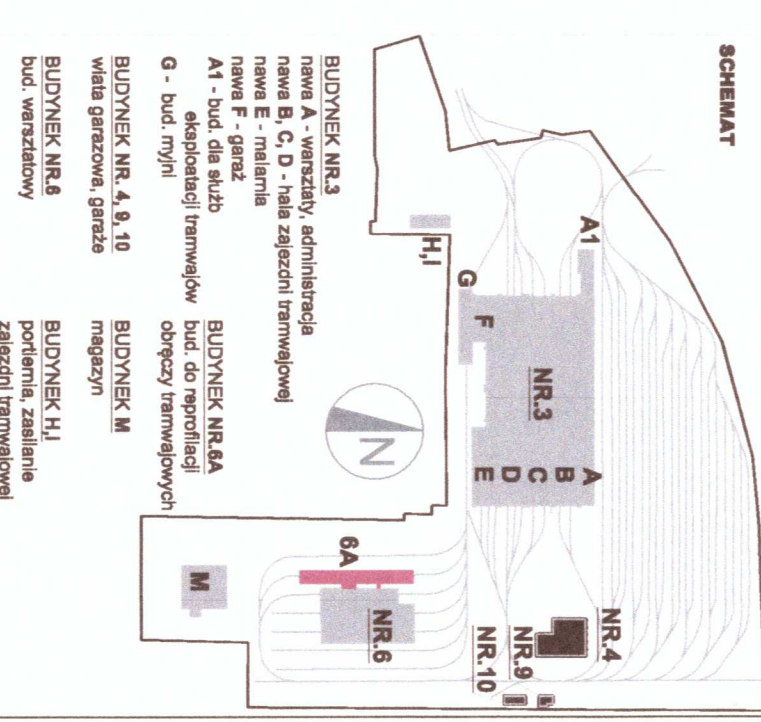 SCHEMAT
A1
H,I
G
F
NR.3
A
B
C
D
E
N
6A
NR.6
M
NR.4
NR.9
NR.10
BUDYNEK NR.3
nawa A - warsztaty, administracja
nawa B, C, D - hala zajezdni tramwajowej
nawa E - malarnia
nawa F - garaż
A1 - bud. dla służb
eksploatacji tramwajów
G - bud. myjni
BUDYNEK NR. 4, 9, 10
wiata garażowa, garaże
BUDYNEK NR.6
bud. warsztatowy
BUDYNEK NR.6A
bud. do reprofilacji
obręczy tramwajowych
BUDYNEK M
magazyn
BUDYNEK H,I
portiernia, zasilanie
zajezdni tramwajowej